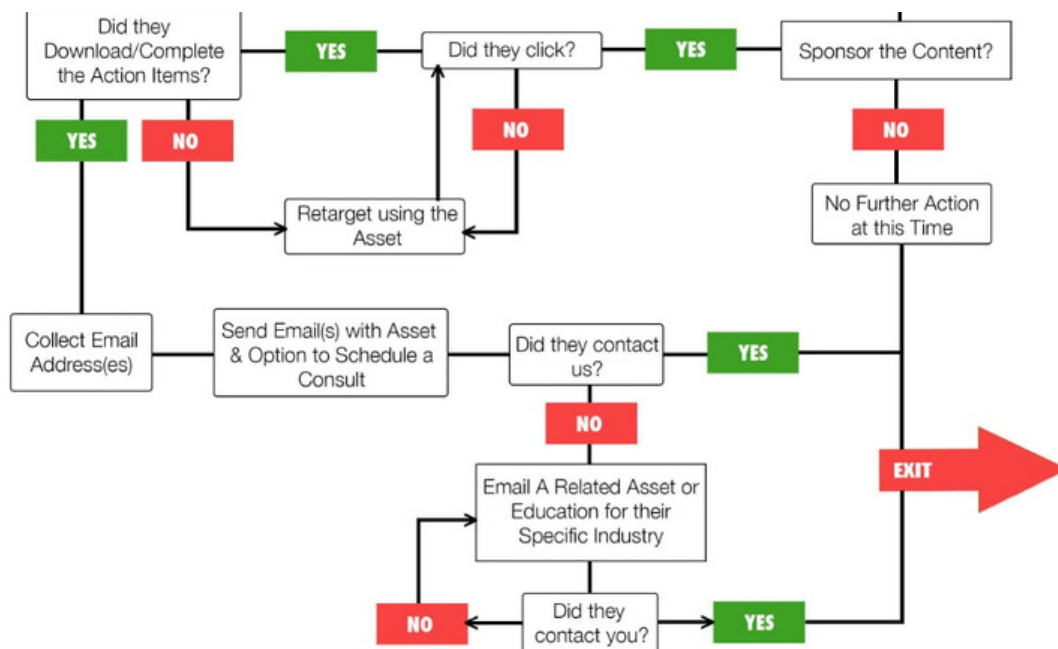 Did they
Download/Complete
the Action Items?
YES
Did they click?
YES
Sponsor the Content?
YES
NO
NO
NO
Retarget using the
Asset
No Further Action
at this Time
Collect Email
Address(es)
Send Email(s) with Asset
& Option to Schedule a
Consult
Did they contact
us?
YES
NO
EXIT
Email A Related Asset or
Education for their
Specific Industry
NO
Did they
contact you?
YES